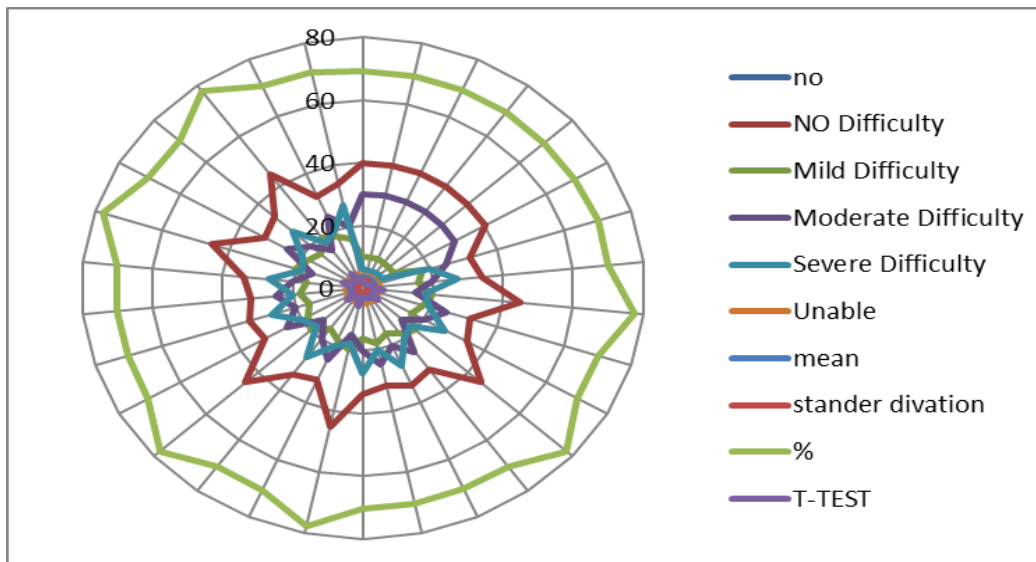 80
60
40
20
0
no
NO Difficulty
Mild Difficulty
Moderate Difficulty
Severe Difficulty
Unable
mean
stander divation
%
T-TEST